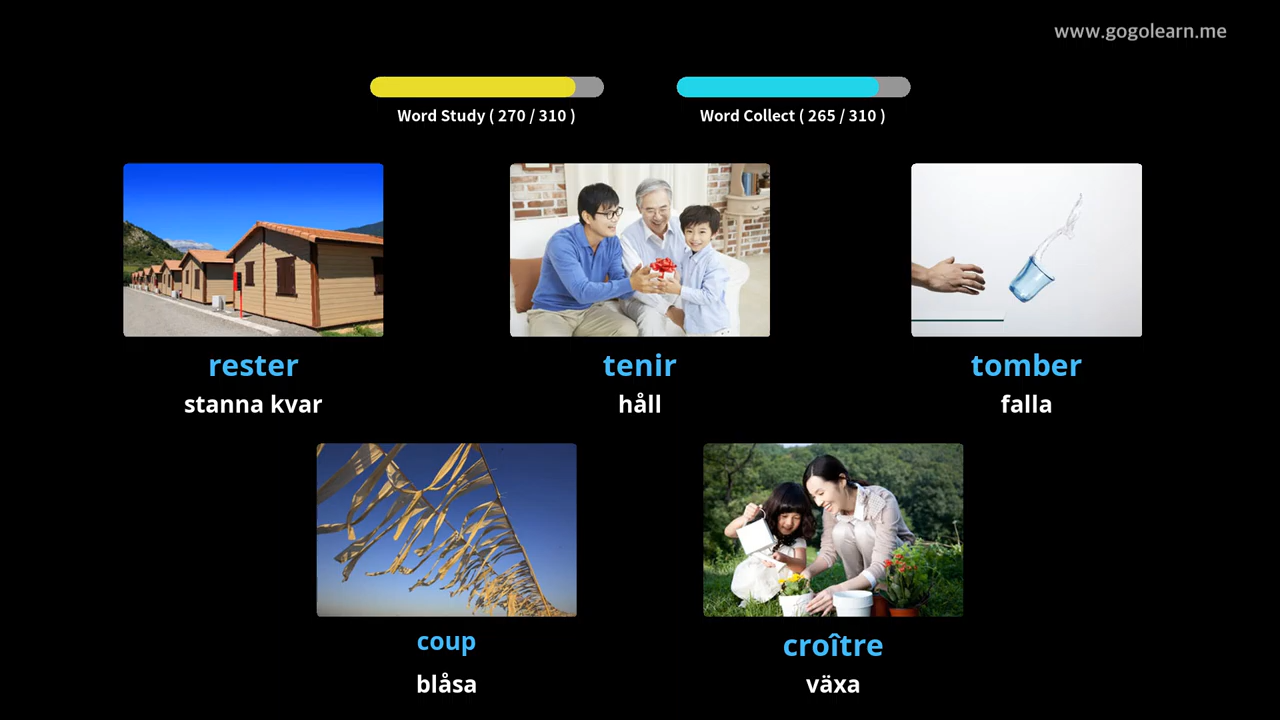 www.gogolearn.me
Word Study ( 270 / 310 )
Word Collect ( 265 / 310 )
rester
stanna kvar
tenir
håll
tomber
falla
coup
blåsa
croître
växa